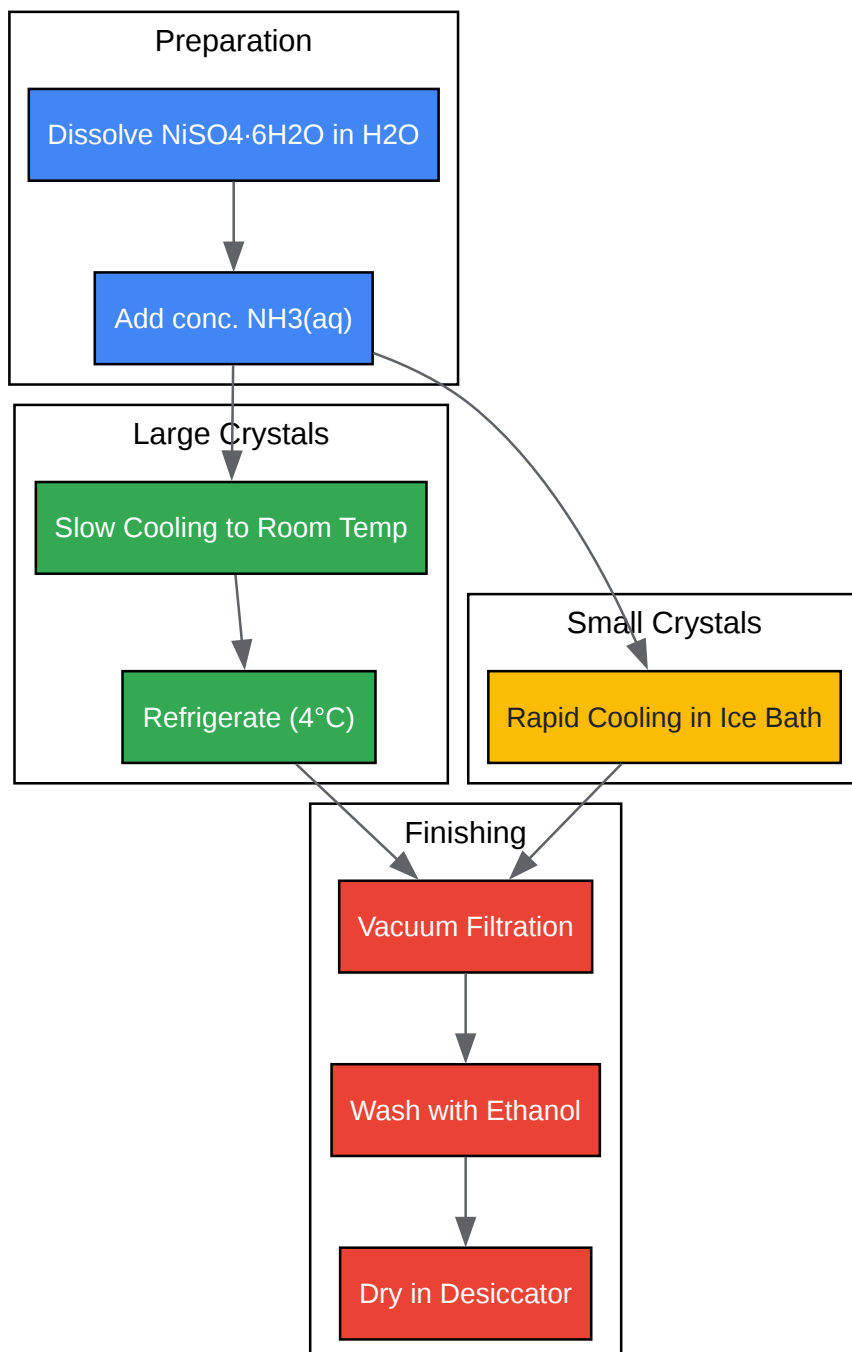 Preparation
Dissolve NiSO4·6H2O in H2O
Add conc. NH3(aq)
Large Crystals
Slow Cooling to Room Temp
Refrigerate (4°C)
Small Crystals
Rapid Cooling in Ice Bath
Finishing
Vacuum Filtration
Wash with Ethanol
Dry in Desiccator